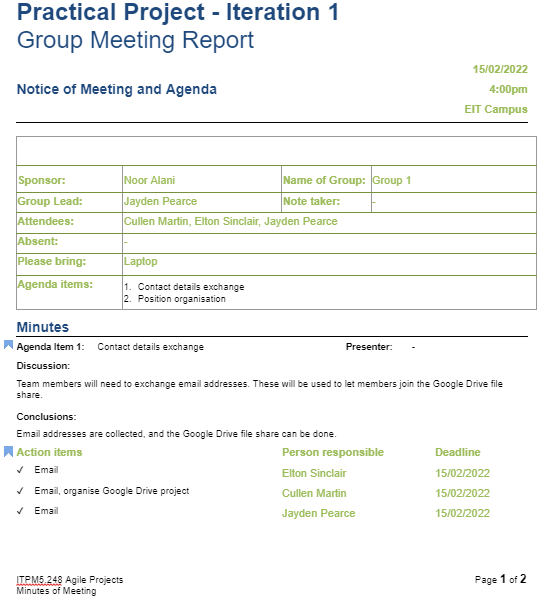 Practical Project - Iteration 1
Group Meeting Report
15/02/2022
Notice of Meeting and Agenda 4:00pm
EIT Campus
Sponsor: Noor Alani Name of Group: Group 1
Group Lead: Jayden Pearce Note taker: -
Attendees: Cullen Martin, Elton Sinclair, Jayden Pearce
Absent: -
Please bring: Laptop
Agenda items: 1. Contact details exchange
2. Position organisation
Minutes
Agenda Item 1: Contact details exchange Presenter: -
Discussion:
Team members will need to exchange email addresses. These will be used to let members join the Google Drive file
share.
Conclusions:
Email addresses are collected, and the Google Drive file share can be done.
Action items Person responsible Deadline
✓ Email Elton Sinclair 15/02/2022
✓ Email, organise Google Drive project Cullen Martin 15/02/2022
✓ Email Jayden Pearce 15/02/2022
ITPM5.248 Agile Projects Page 1 of 2
Minutes of Meeting